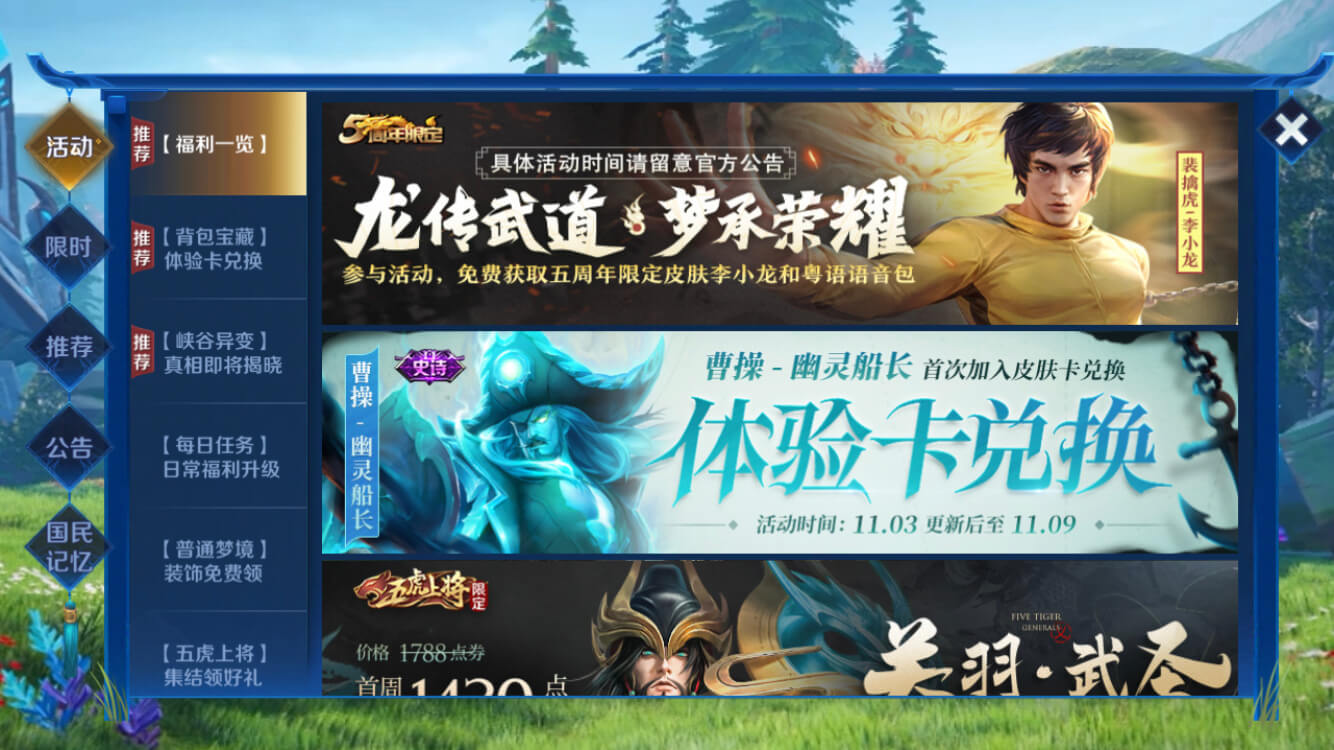 活动
限时
推荐
公告
国民
记忆
推荐
【福利一览】
推荐
【背包宝藏】
体验卡兑换
推荐
【峡谷异变】
真相即将揭晓
【每日任务】
日常福利升级
【普通梦境】
装饰免费领
【五虎上将】
集结领好礼
5周年限定
具体活动时间请留意官方公告
龙传武道 梦承荣耀
参与活动，免费获取五周年限定皮肤李小龙和粤语语音包
裴擒虎-李小龙
曹操-幽灵船长
史诗
曹操-幽灵船长 首次加入皮肤卡兑换
体验卡兑换
活动时间：11.03 更新后至 11.09
五虎上将 限定
价格 1788点券
首周1430点
FIVE TIGER
GENERALS
关羽·武圣